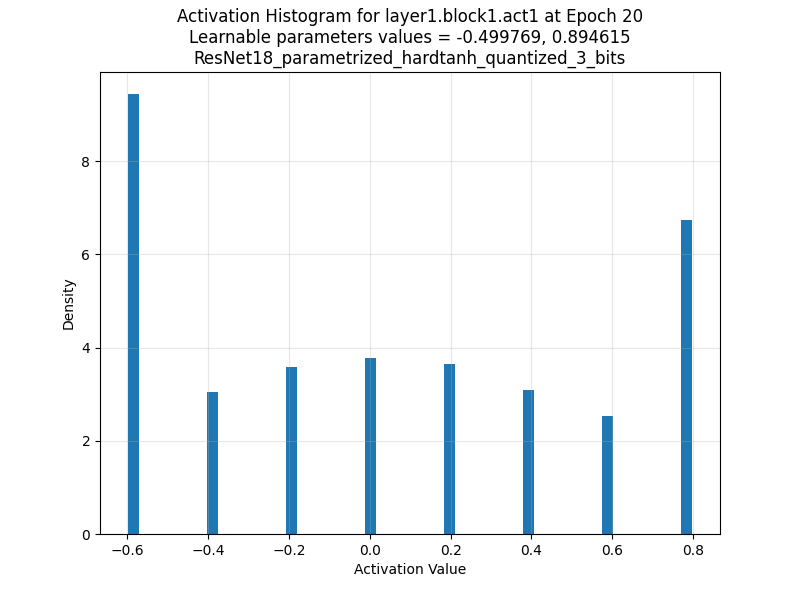 Activation Histogram for layer1.block1.act1 at Epoch 20
Learnable parameters values = -0.499769, 0.894615
ResNet18_parametrized_hardtanh_quantized_3_bits
8
6
4
2
0
Density
−0.6 −0.4 −0.2 0.0 0.2 0.4 0.6 0.8
Activation Value